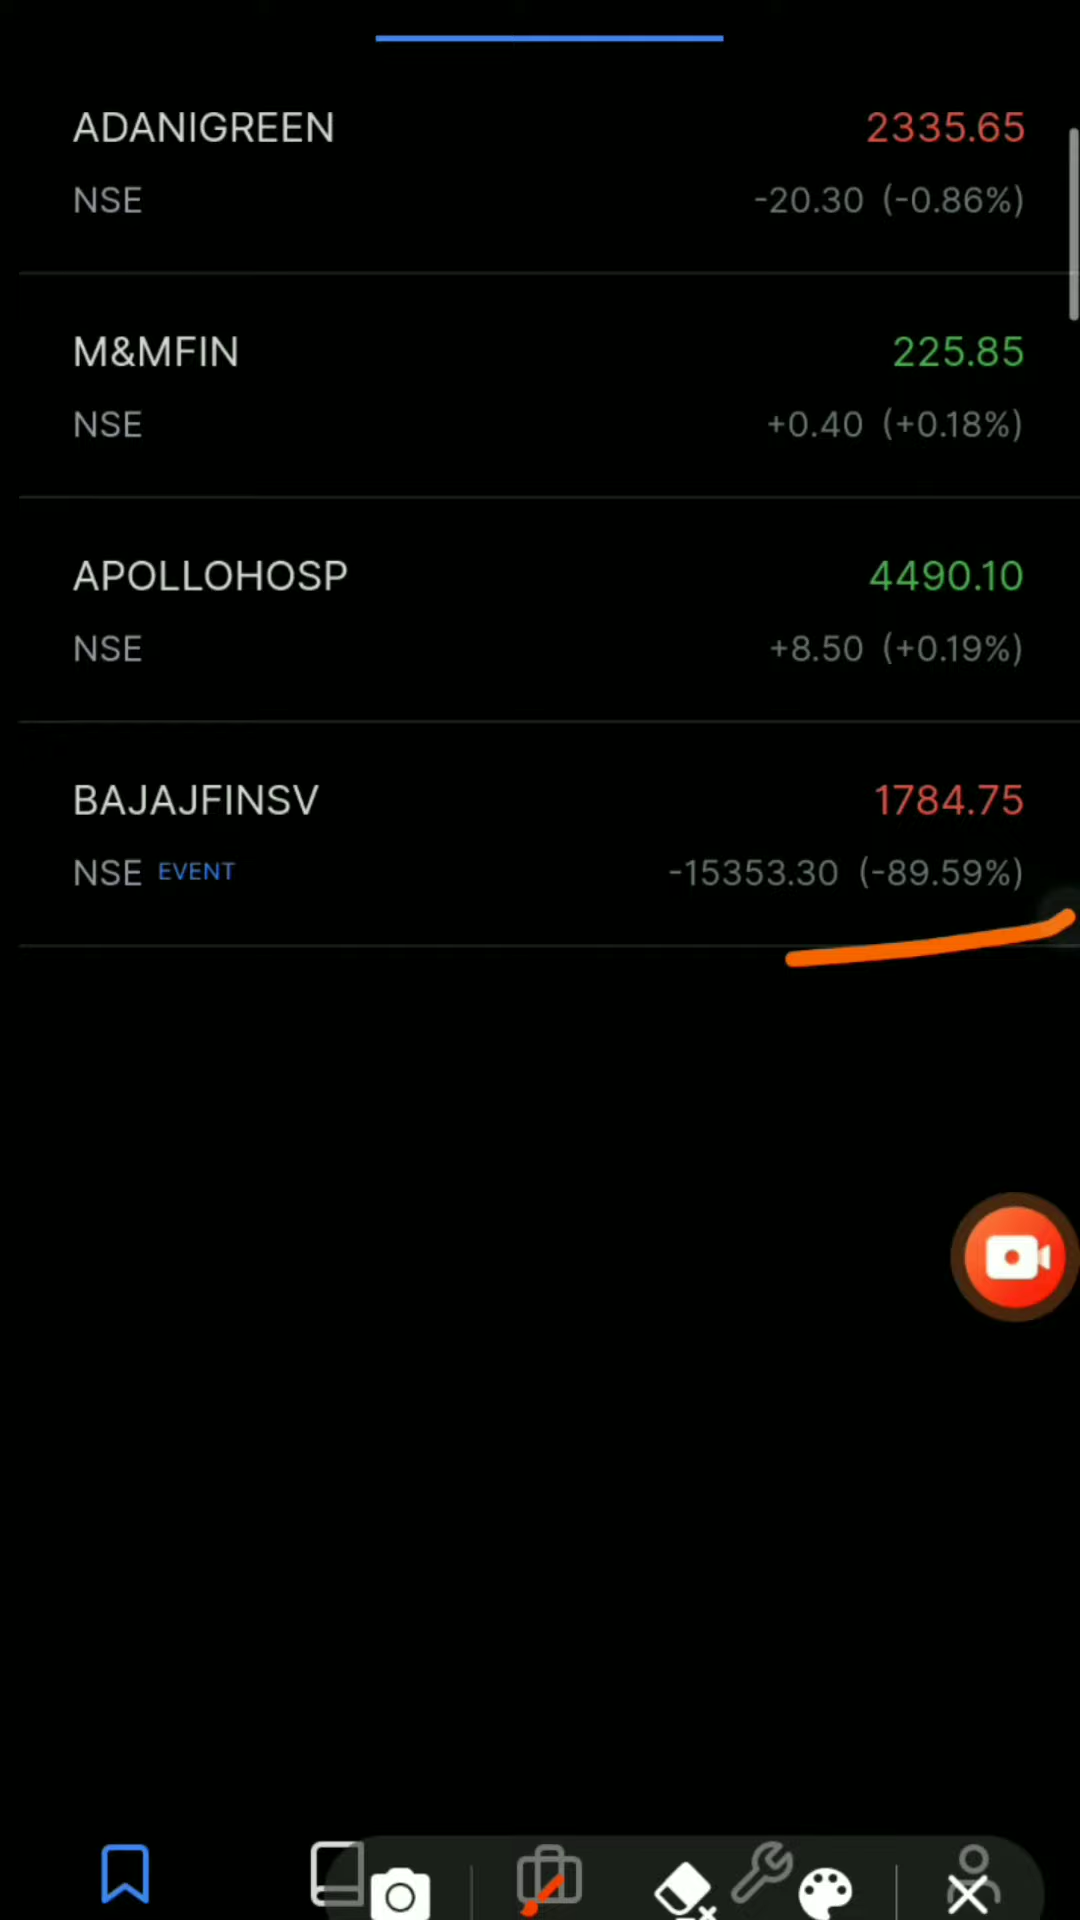 ADANIGREEN 2335.65
NSE -20.30 (-0.86%)
M&MFIN 225.85
NSE +0.40 (+0.18%)
APOLLOHOSP 4490.10
NSE +8.50 (+0.19%)
BAJAJFINSV 1784.75
NSE EVENT -15353.30 (-89.59%)